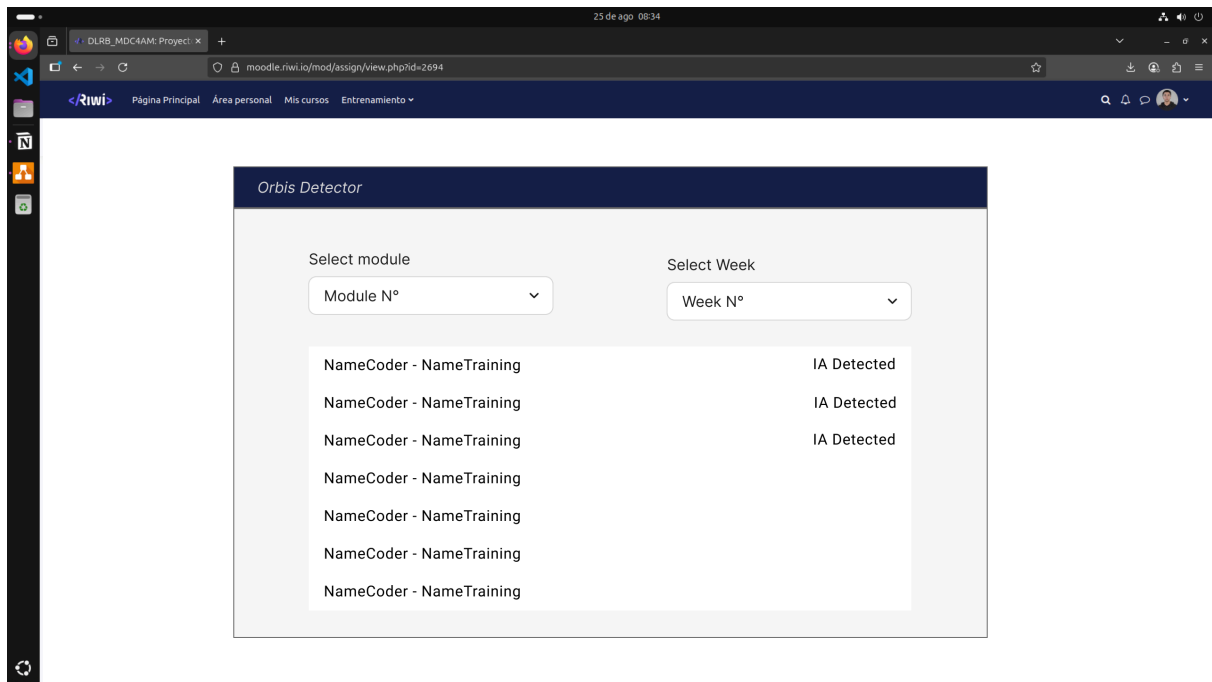 25 de ago 08:34
DLRB_MDC4AM: Proyect
moodle.riwi.io/mod/assign/view.php?id=2694
</Riwi> Página Principal Área personal Mis cursos Entrenamiento
Orbis Detector
Select module
Select Week
Module N°
Week N°
NameCoder - NameTraining IA Detected
NameCoder - NameTraining IA Detected
NameCoder - NameTraining IA Detected
NameCoder - NameTraining
NameCoder - NameTraining
NameCoder - NameTraining
NameCoder - NameTraining